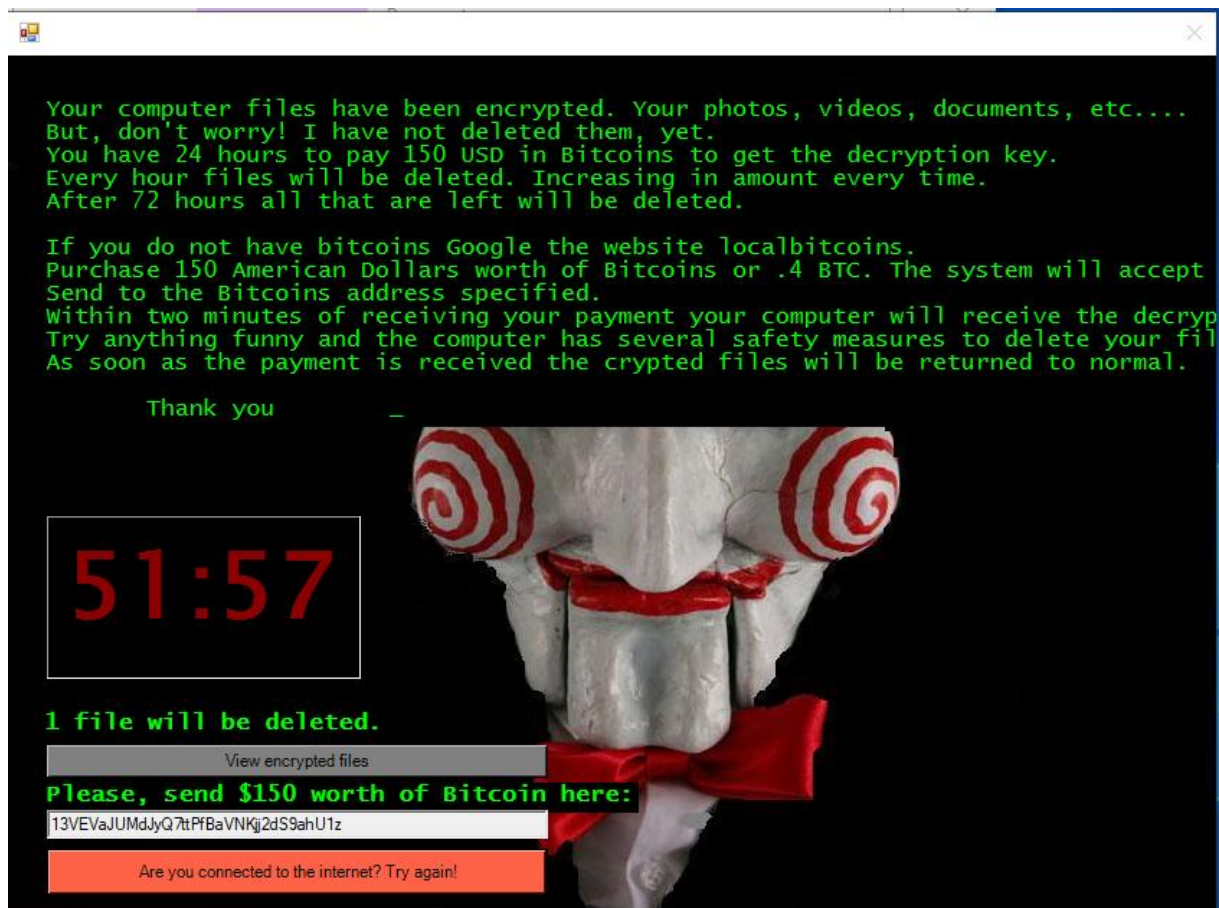 Your computer files have been encrypted. Your photos, videos, documents, etc....
But, don't worry! I have not deleted them, yet.
You have 24 hours to pay 150 USD in Bitcoins to get the decryption key.
Every hour files will be deleted. Increasing in amount every time.
After 72 hours all that are left will be deleted.
If you do not have bitcoins Google the website localbitcoins.
Purchase 150 American Dollars worth of Bitcoins or .4 BTC. The system will accept
Send to the Bitcoins address specified.
Within two minutes of receiving your payment your computer will receive the decryp
Try anything funny and the computer has several safety measures to delete your fil
As soon as the payment is received the crypted files will be returned to normal.
Thank you _
51:57
1 file will be deleted.
View encrypted files
Please, send $150 worth of Bitcoin here:
13VEVaJUMdJyQ7ttPfBaVNKjj2dS9ahU1z
Are you connected to the internet? Try again!